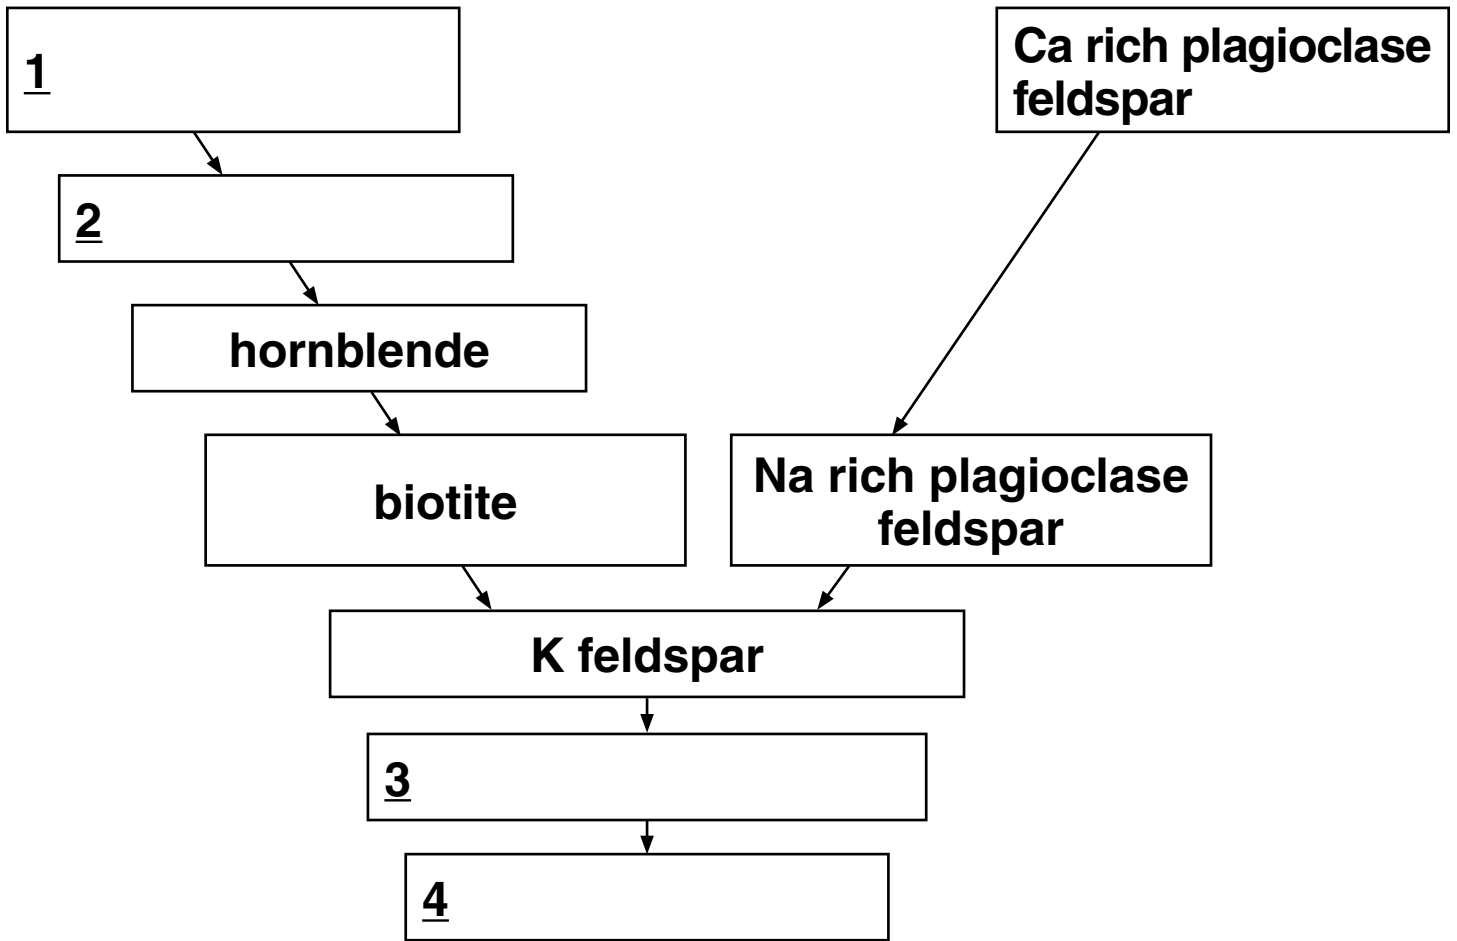 1
Ca rich plagioclase
feldspar
2
hornblende
biotite
Na rich plagioclase
feldspar
K feldspar
3
4